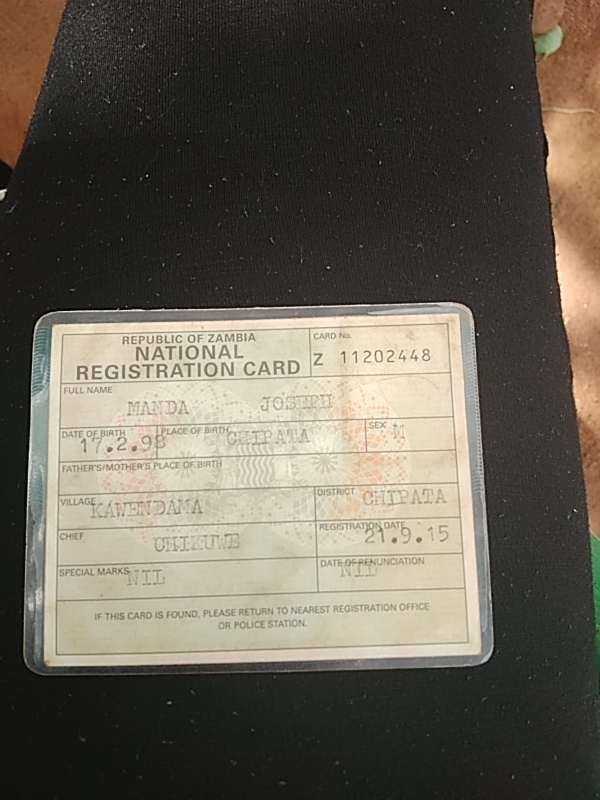 REPUBLIC OF ZAMBIA
NATIONAL
REGISTRATION CARD
CARD No.
Z 11202448
FULL NAME
MANDA JOSEPH
DATE OF BIRTH
17.2.98
PLACE OF BIRTH
CHIPATA
SEX
M
FATHER'S/MOTHER'S PLACE OF BIRTH
VILLAGE
KAWENDAMA
DISTRICT
CHIPATA
CHIEF
CHIKUWE
REGISTRATION DATE
21.9.15
SPECIAL MARKS
NIL
DATE OF RENUNCIATION
NIL
IF THIS CARD IS FOUND, PLEASE RETURN TO NEAREST REGISTRATION OFFICE
OR POLICE STATION.